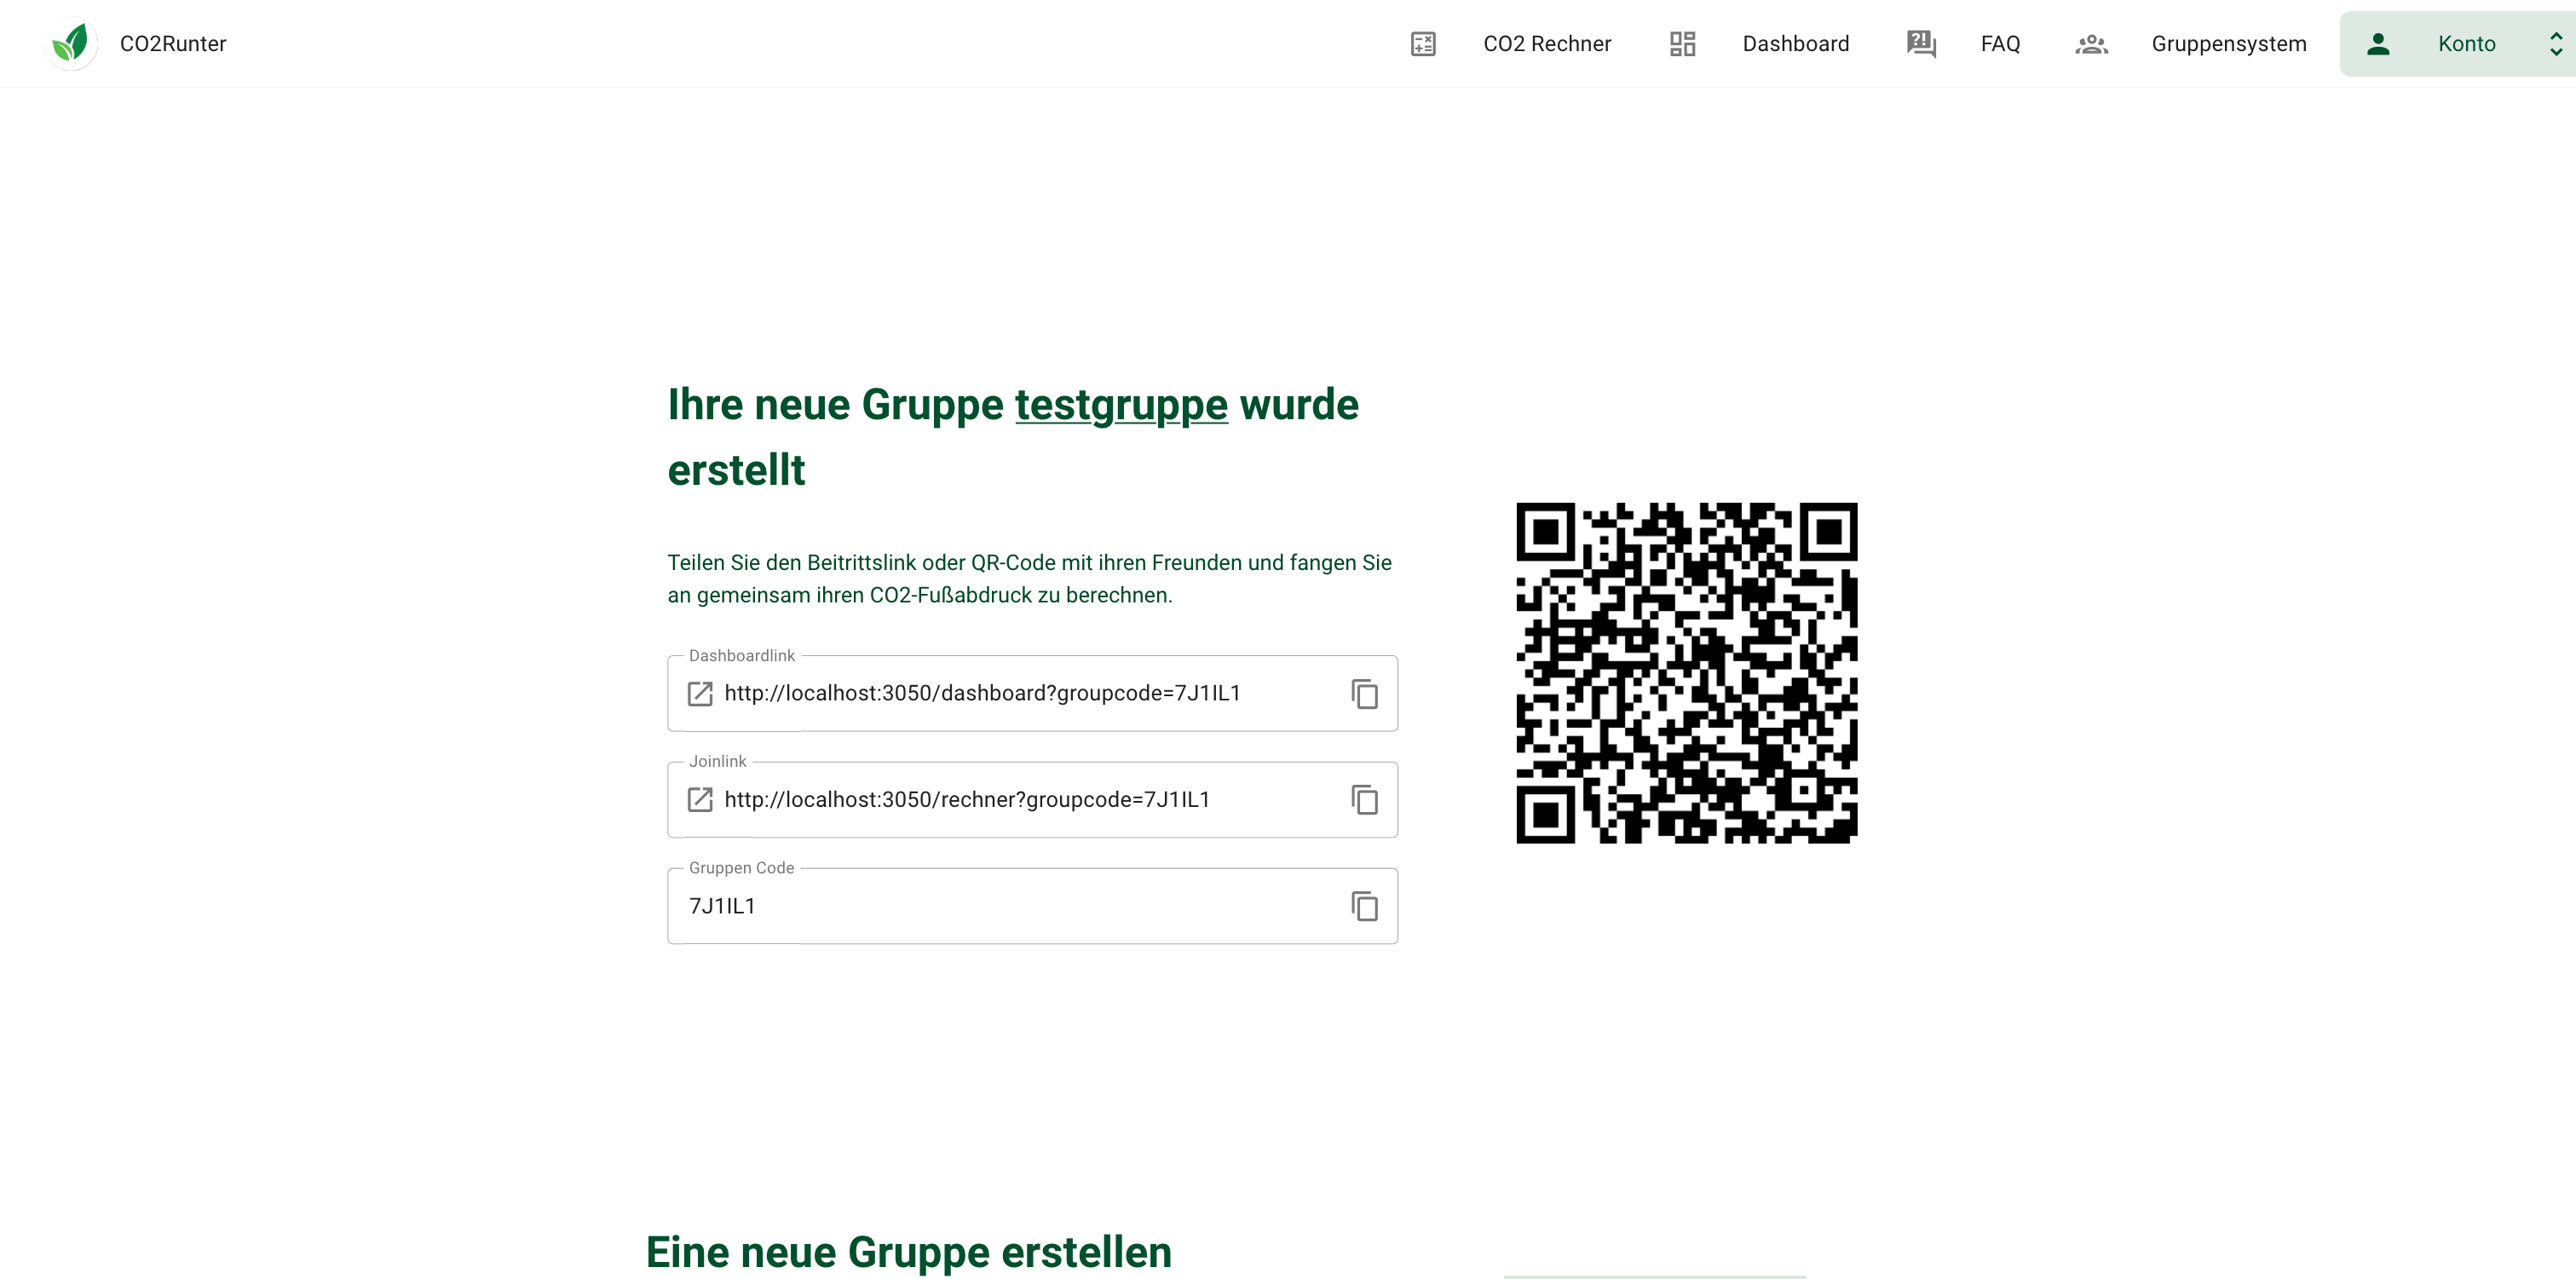 CO2Runter
CO2 Rechner
Dashboard
FAQ
Gruppensystem
Konto
Ihre neue Gruppe testgruppe wurde
erstellt
Teilen Sie den Beitrittslink oder QR-Code mit ihren Freunden und fangen Sie
an gemeinsam ihren CO2-Fußabdruck zu berechnen.
Dashboardlink
http://localhost:3050/dashboard?groupcode=7J1IL1
Joinlink
http://localhost:3050/rechner?groupcode=7J1IL1
Gruppen Code
7J1IL1
Eine neue Gruppe erstellen